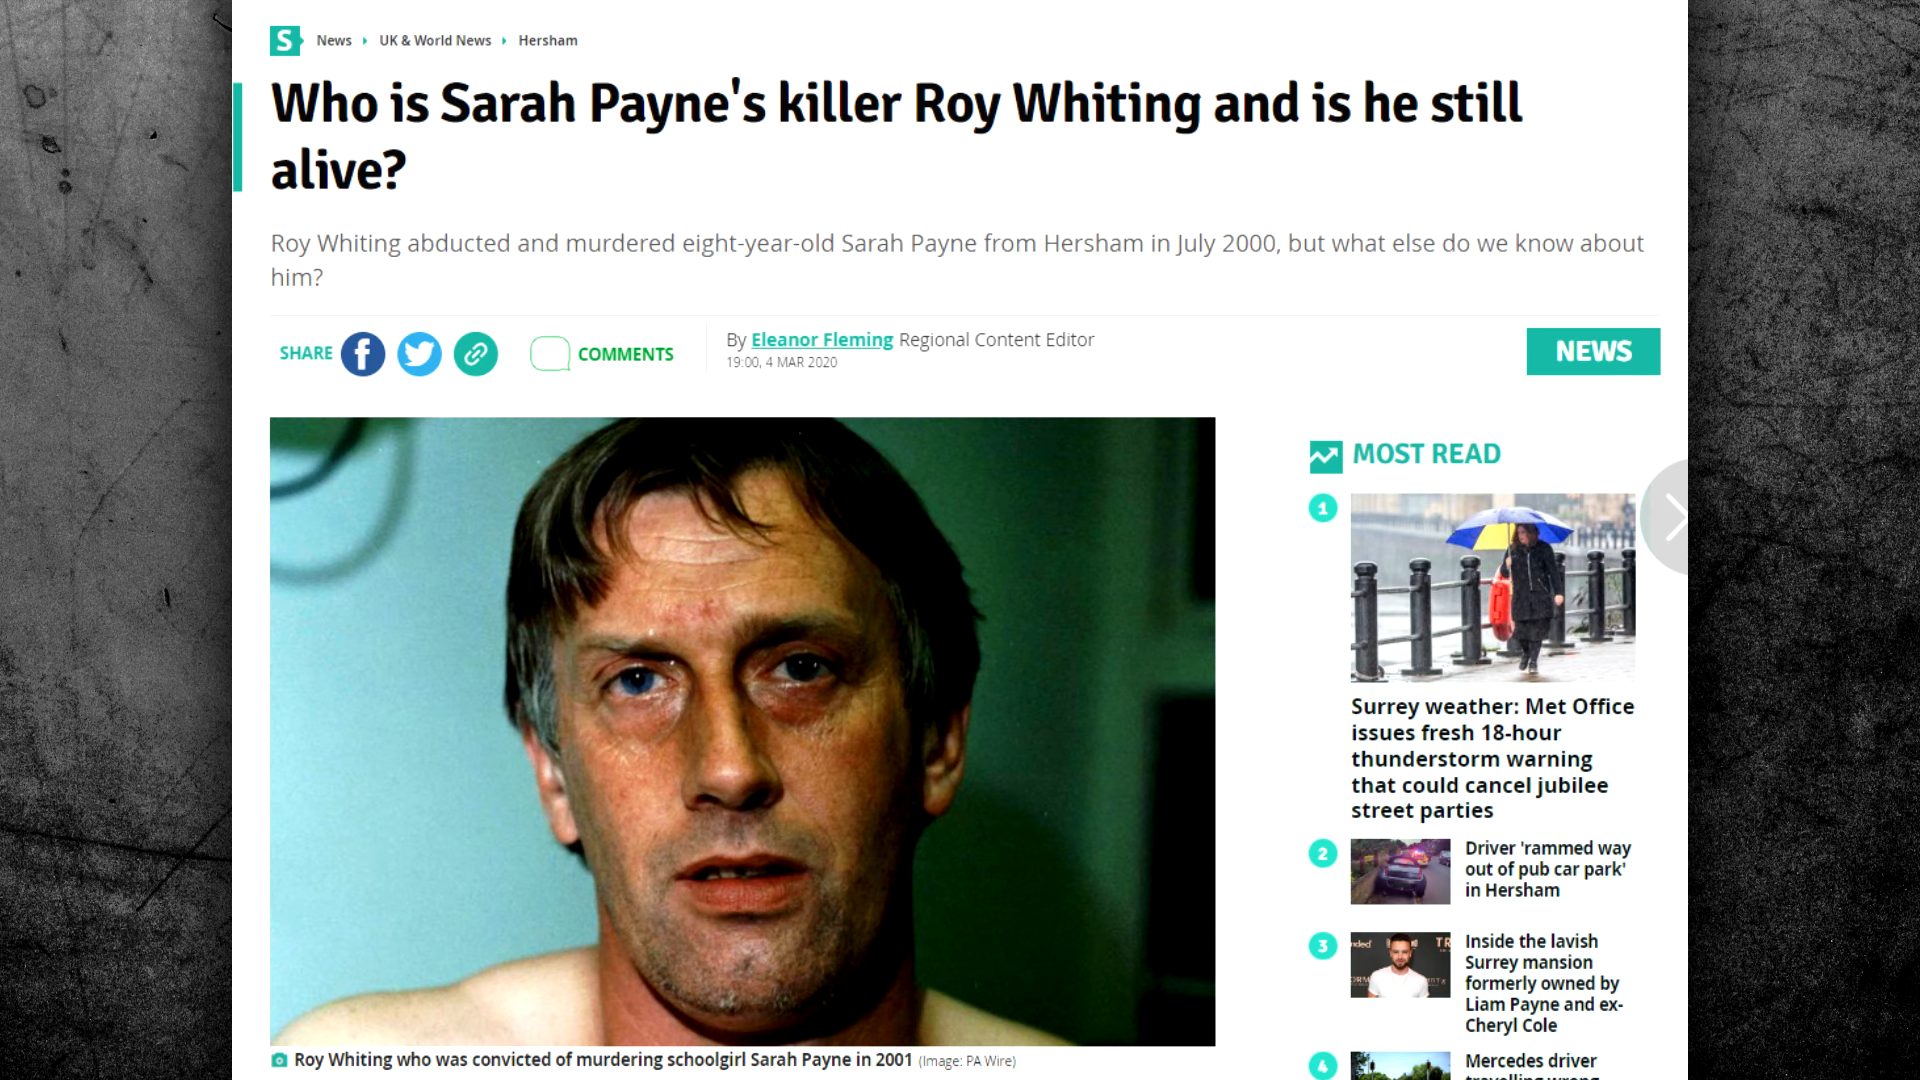 S
News
UK & World News
Hersham
Who is Sarah Payne's killer Roy Whiting and is he still
alive?
Roy Whiting abducted and murdered eight-year-old Sarah Payne from Hersham in July 2000, but what else do we know about
him?
SHARE
COMMENTS
By Eleanor Fleming Regional Content Editor
19:00, 4 MAR 2020
NEWS
Roy Whiting who was convicted of murdering schoolgirl Sarah Payne in 2001 (Image: PA Wire)
MOST READ
1
Surrey weather: Met Office
issues fresh 18-hour
thunderstorm warning
that could cancel jubilee
street parties
2
Driver 'rammed way
out of pub car park'
in Hersham
3
Inside the lavish
Surrey mansion
formerly owned by
Liam Payne and ex-
Cheryl Cole
4
Mercedes driver